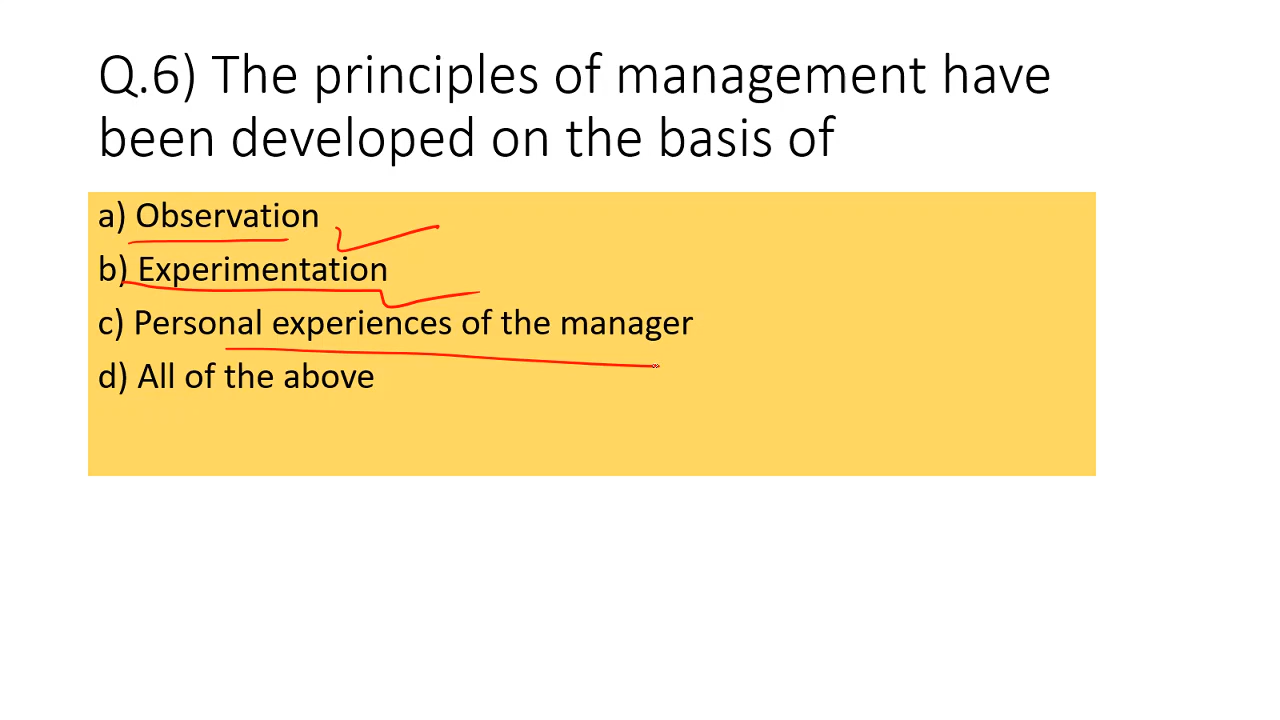 Q.6) The principles of management have
been developed on the basis of
a) Observation
b) Experimentation
c) Personal experiences of the manager
d) All of the above